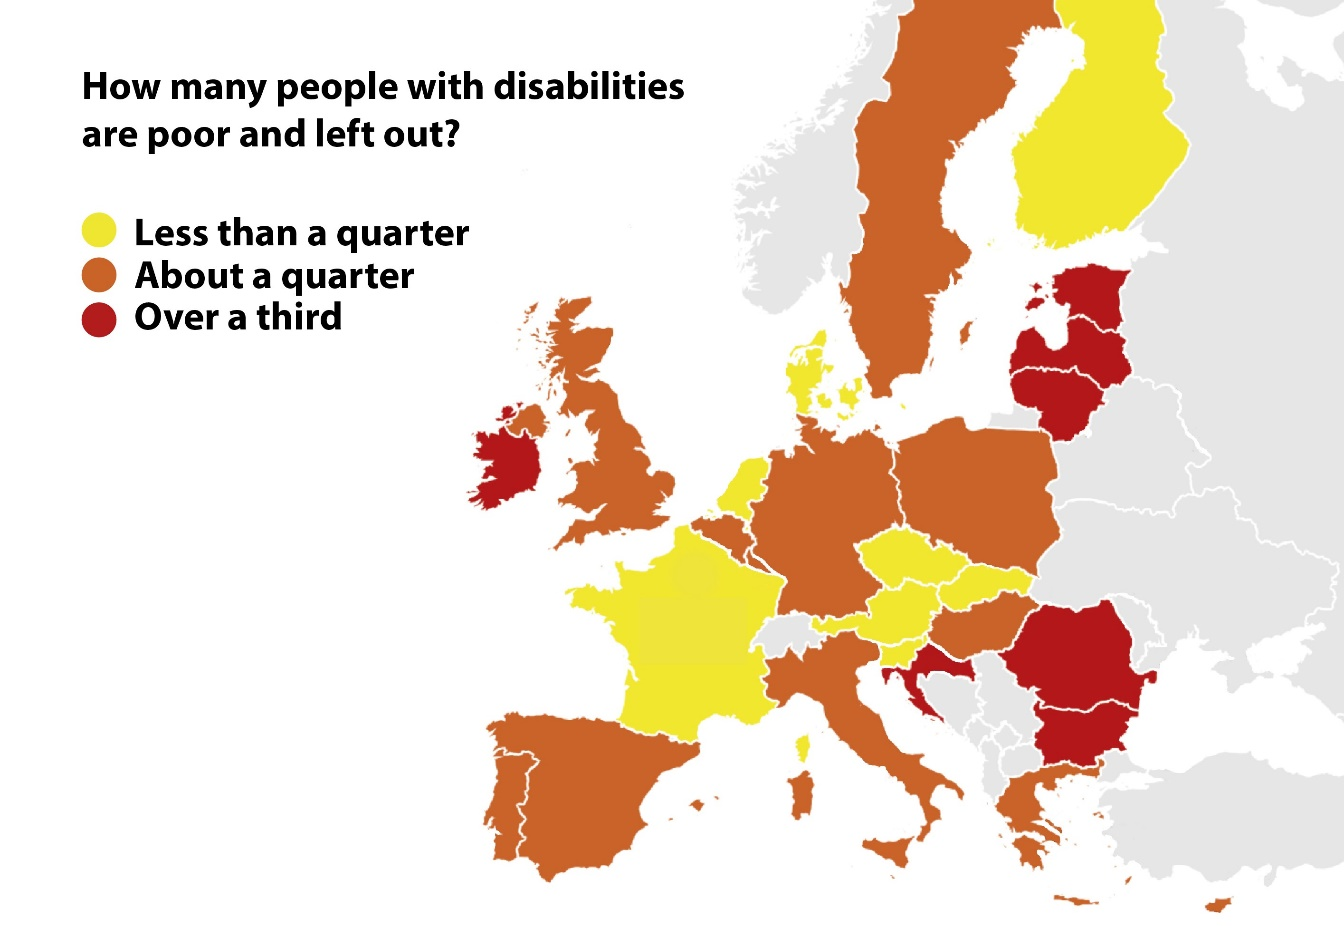 How many people with disabilities
are poor and left out?
Less than a quarter
About a quarter
Over a third